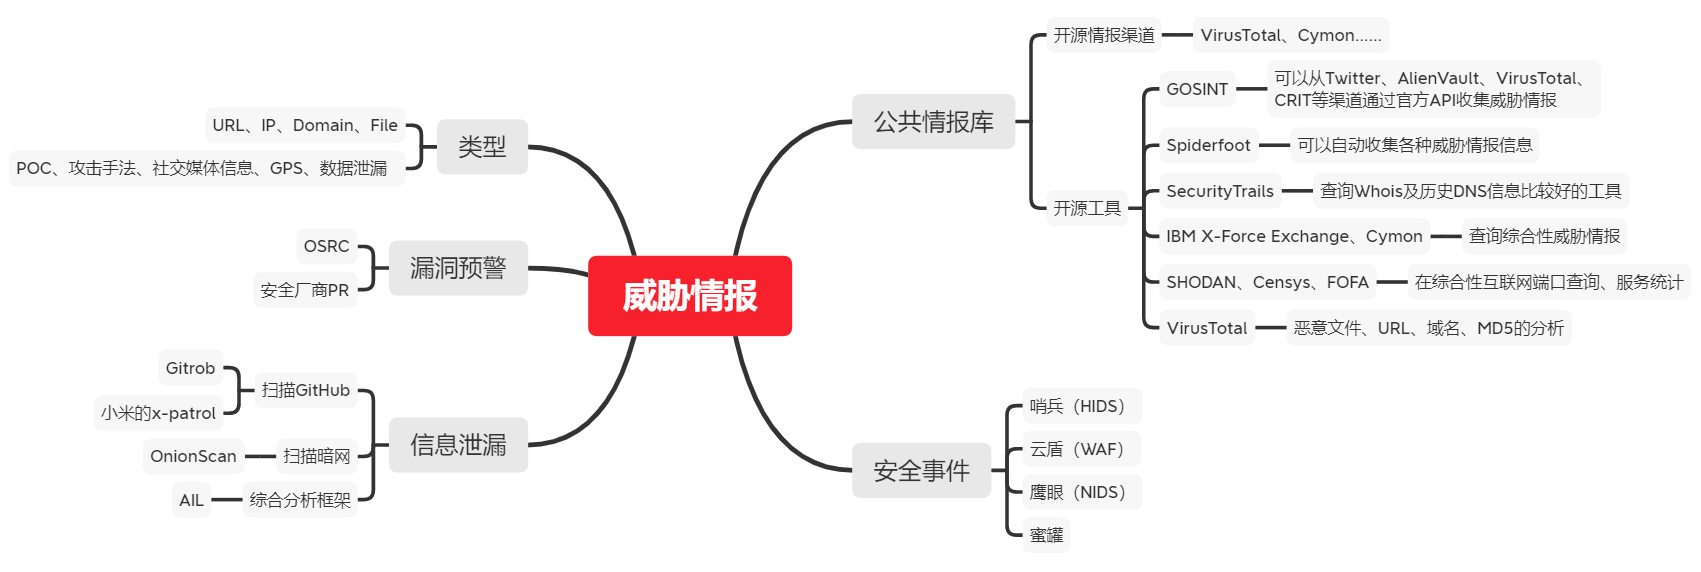 威胁情报
公共情报库
开源情报渠道
VirusTotal、Cymon......
开源工具
GOSINT
可以从Twitter、AlienVault、VirusTotal、
CRIT等渠道通过官方API收集威胁情报
Spiderfoot
可以自动收集各种威胁情报信息
SecurityTrails
查询Whois及历史DNS信息比较好的工具
IBM X-Force Exchange、Cymon
查询综合性威胁情报
SHODAN、Censys、FOFA
在综合性互联网端口查询、服务统计
VirusTotal
恶意文件、URL、域名、MD5的分析
安全事件
哨兵（HIDS）
云盾（WAF）
鹰眼（NIDS）
蜜罐
类型
URL、IP、Domain、File
POC、攻击手法、社交媒体信息、GPS、数据泄漏
漏洞预警
OSRC
安全厂商PR
信息泄漏
扫描GitHub
Gitrob
小米的x-patrol
扫描暗网
OnionScan
综合分析框架
AIL